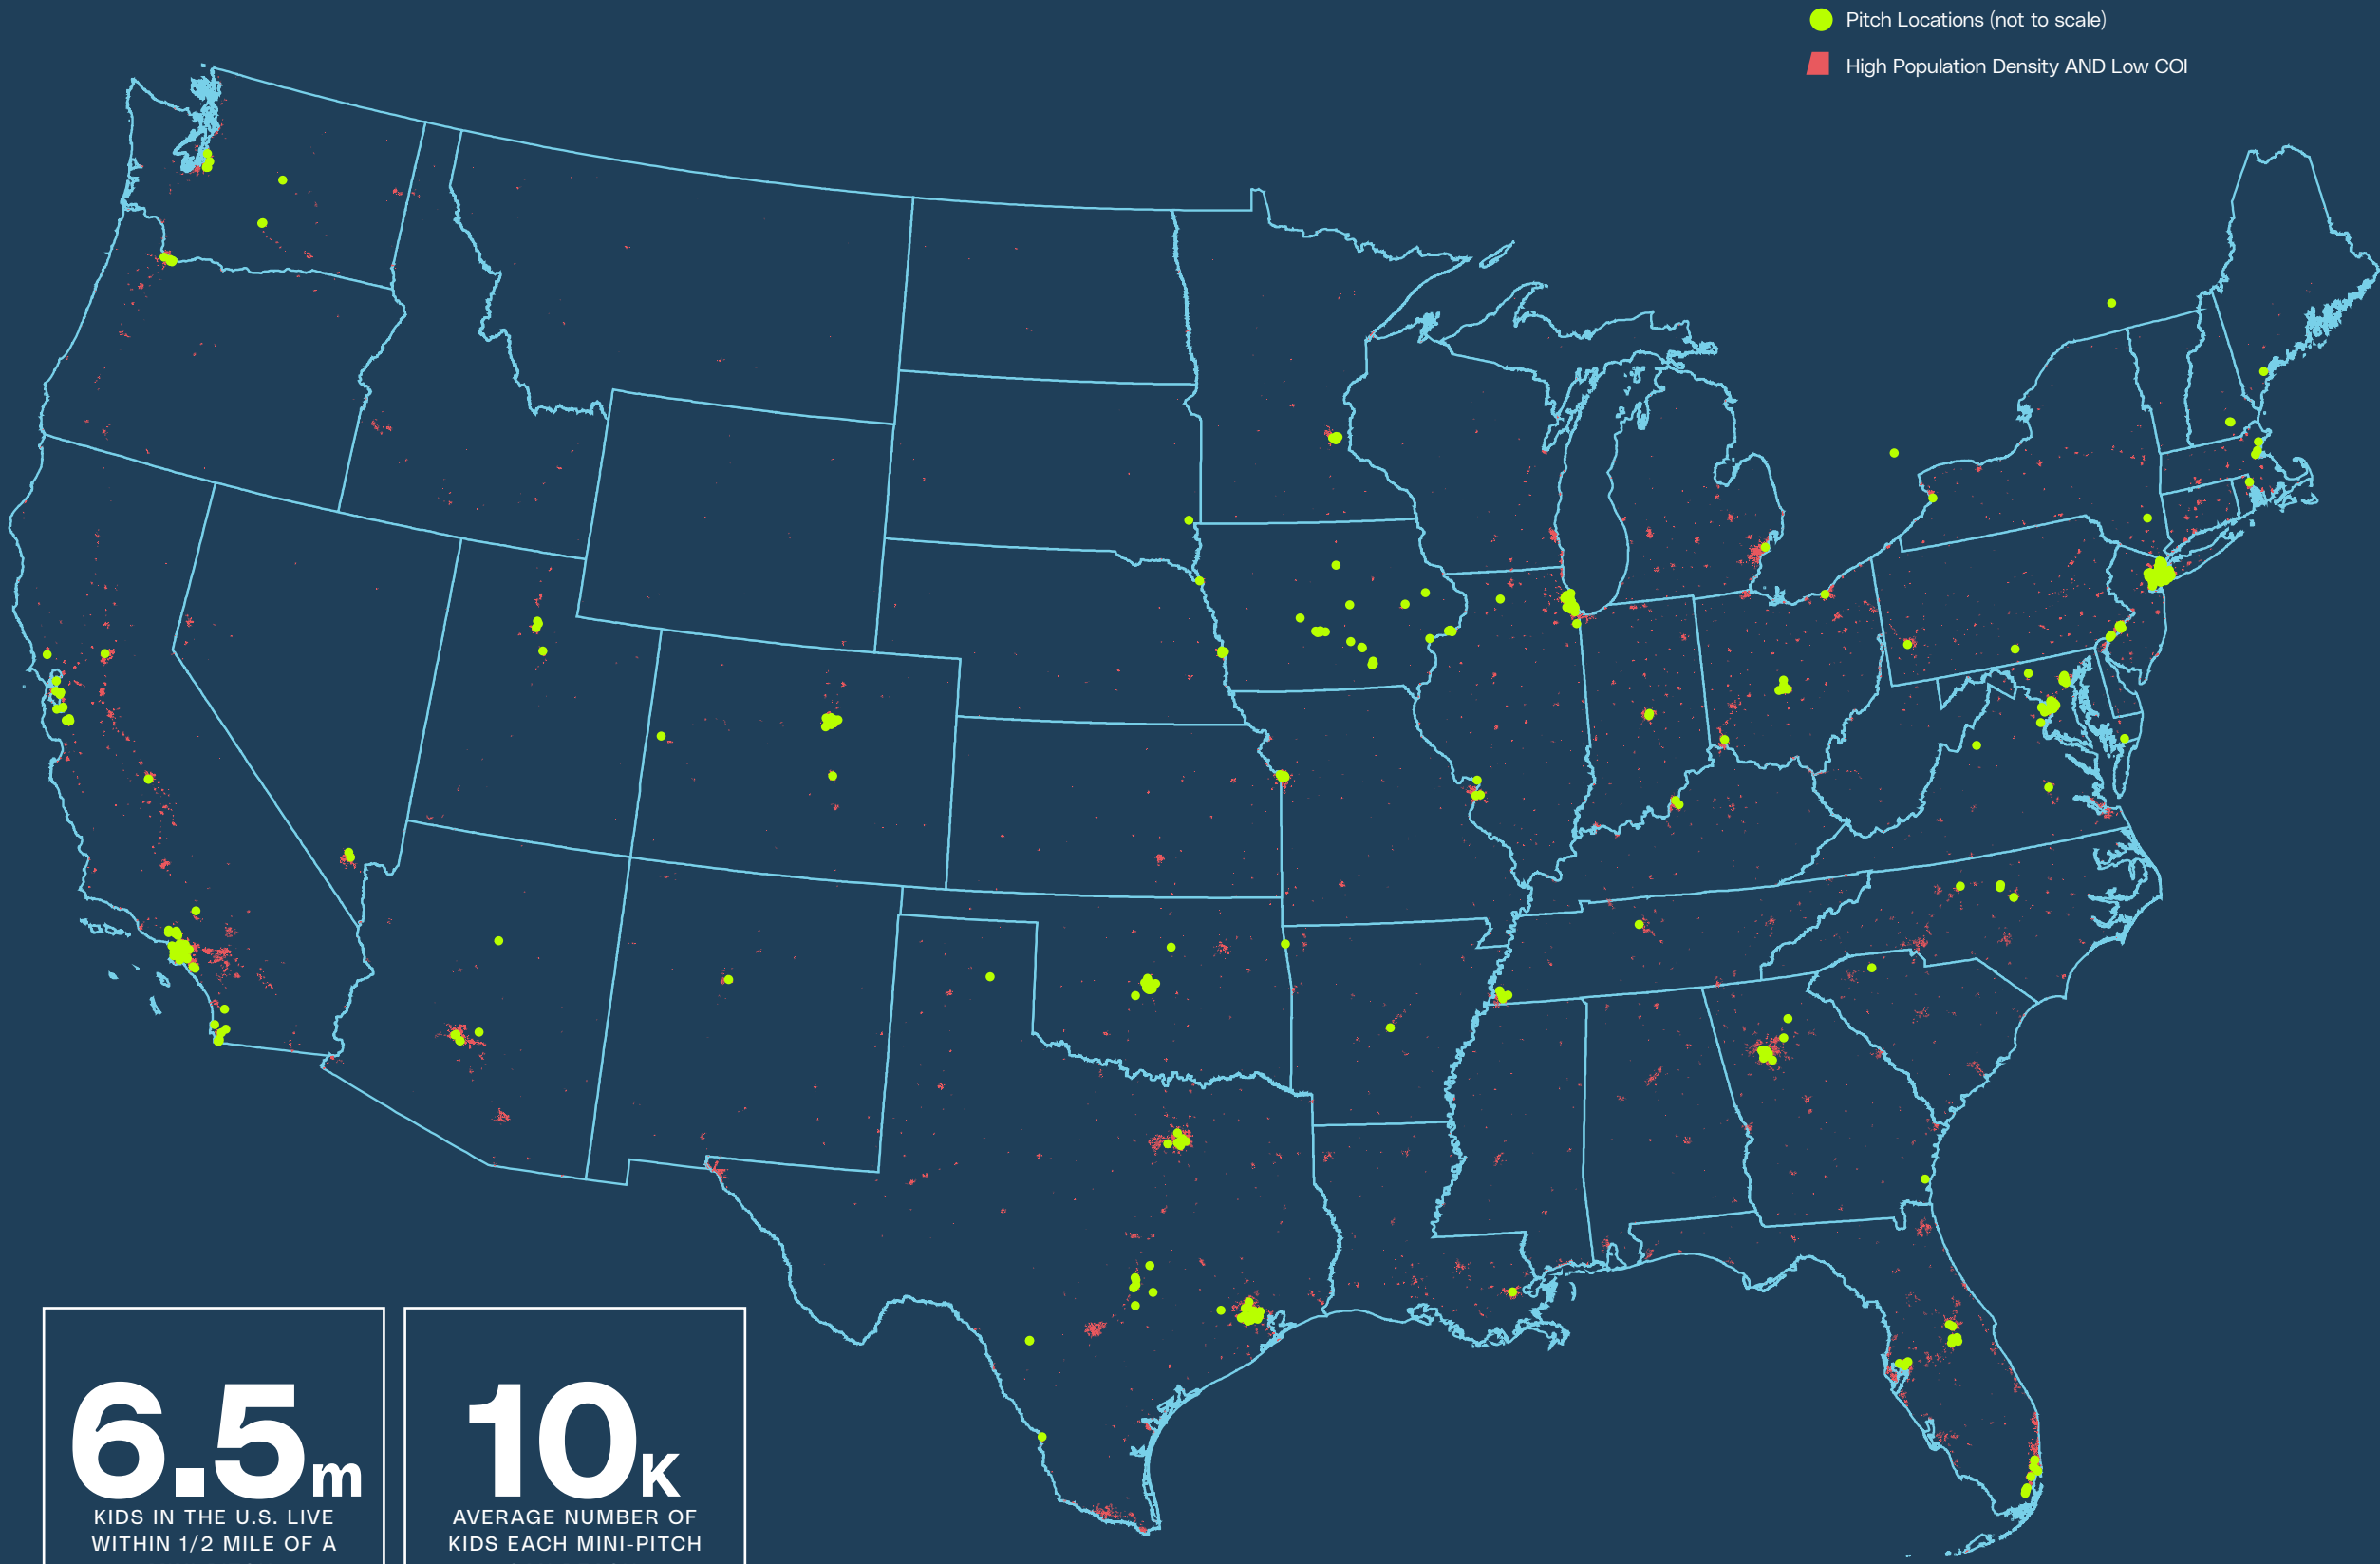 Pitch Locations (not to scale)
High Population Density AND Low COI
6.5m
KIDS IN THE U.S. LIVE
WITHIN 1/2 MILE OF A
10K
AVERAGE NUMBER OF
KIDS EACH MINI-PITCH